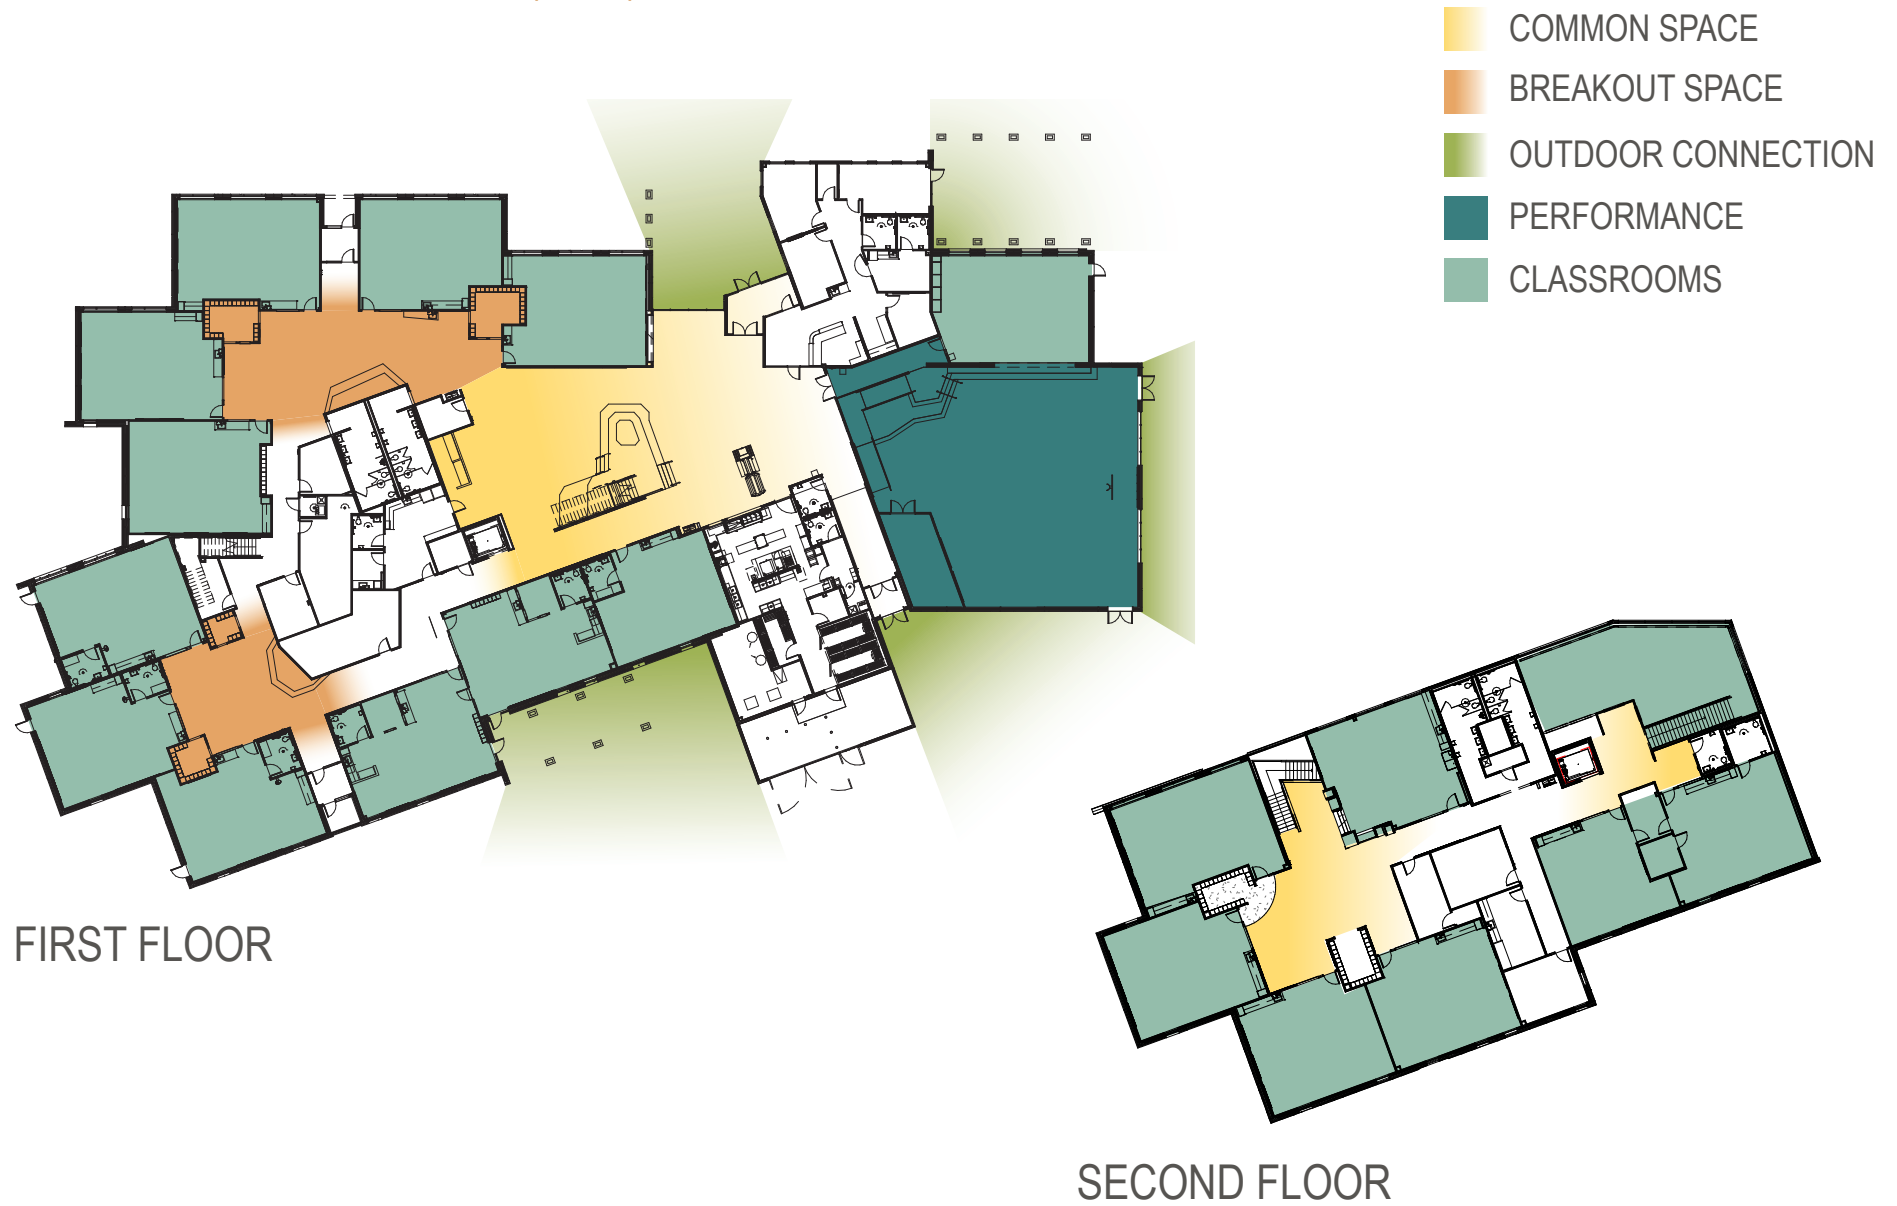 COMMON SPACE
BREAKOUT SPACE
OUTDOOR CONNECTION
PERFORMANCE
CLASSROOMS
FIRST FLOOR
SECOND FLOOR